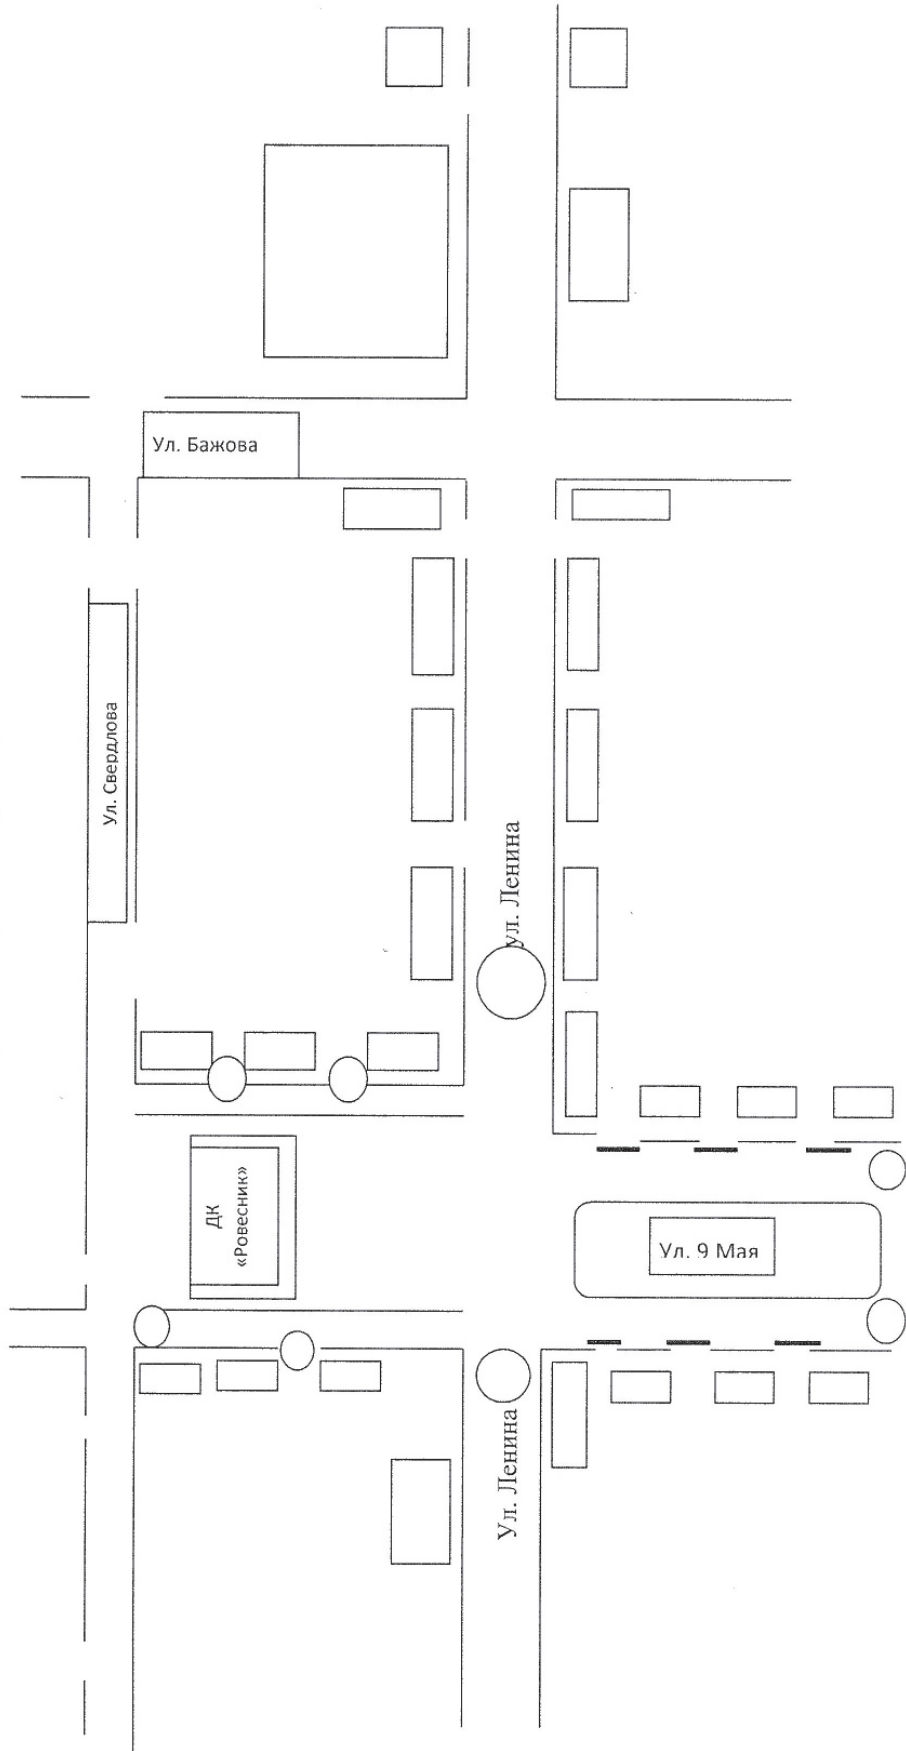 Ул. Бажова
Ул. Свердлова
ул. Ленина
ДК
«Ровесник»
Ул. 9 Мая
Ул. Ленина